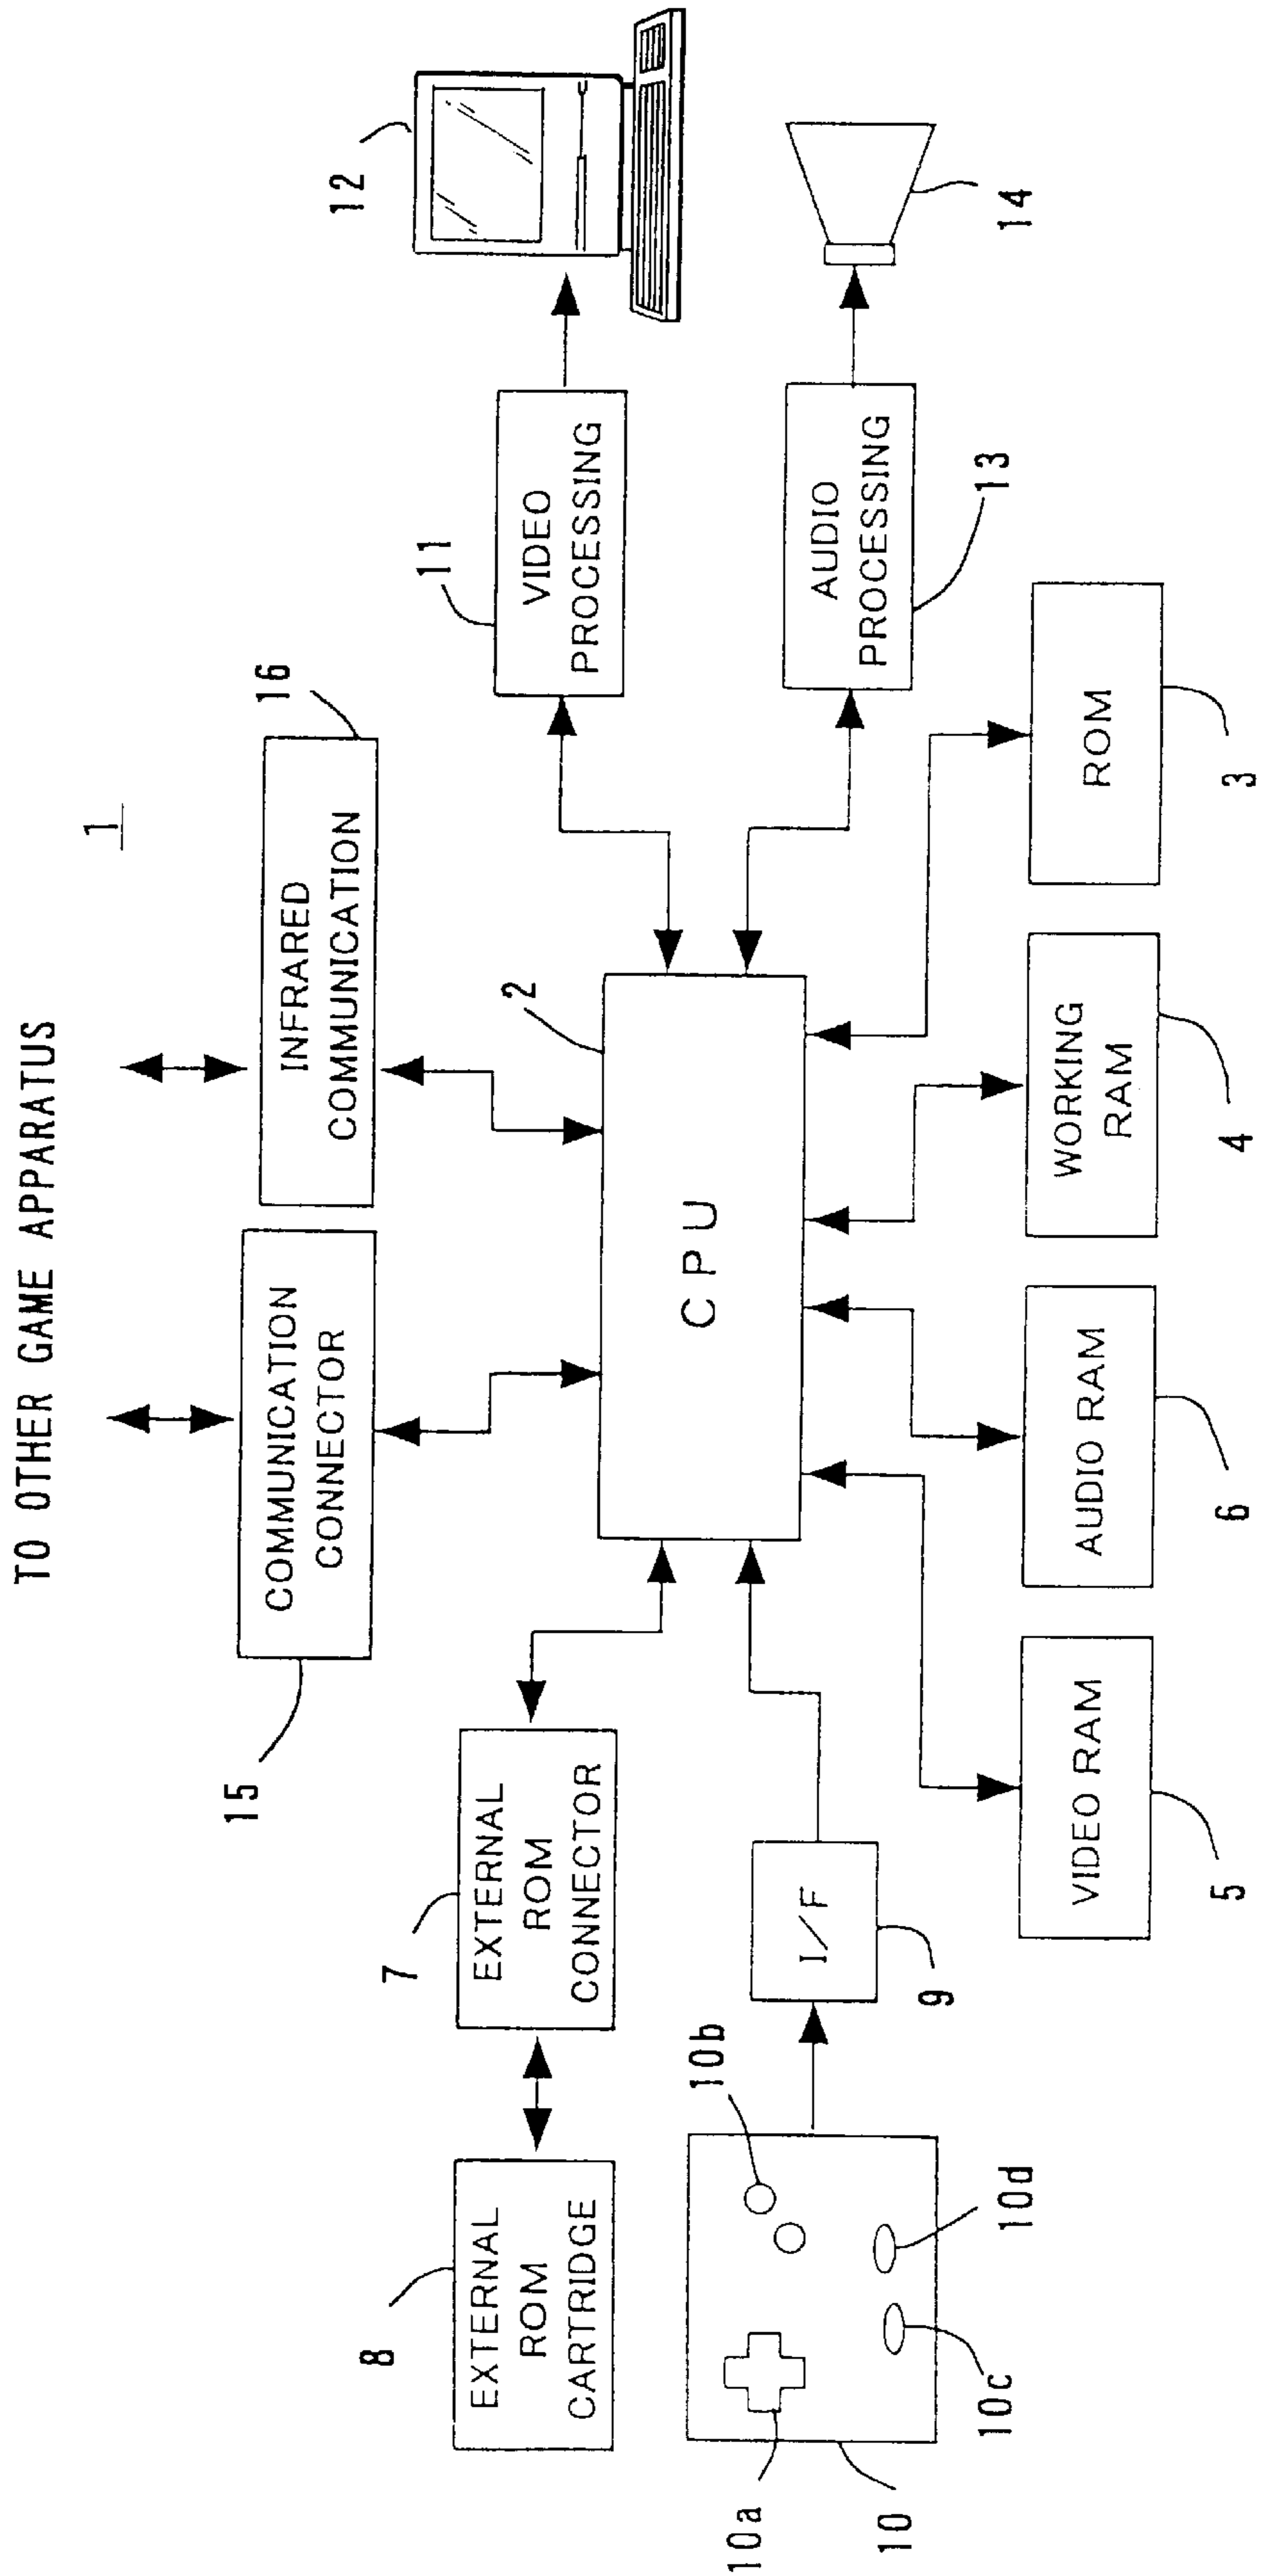 TO OTHER GAME APPARATUS
1
15
COMMUNICATION
CONNECTOR
INFRARED
COMMUNICATION
16
8
EXTERNAL
ROM
CARTRIDGE
7
EXTERNAL
ROM
CONNECTOR
2
CPU
11
VIDEO
PROCESSING
12
10
10a
10b
10c
10d
I/F
9
AUDIO
PROCESSING
13
14
VIDEO RAM
5
AUDIO RAM
6
WORKING
RAM
4
ROM
3